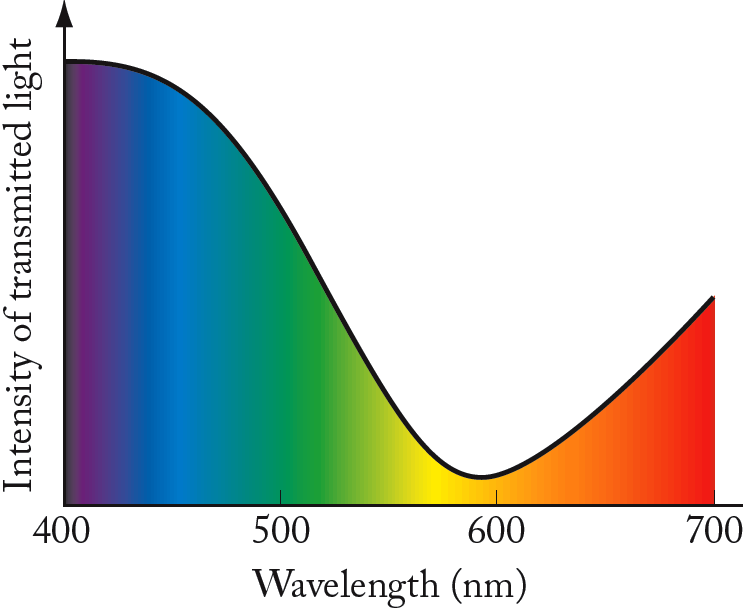 Intensity of transmitted light
400 500 600 700
Wavelength (nm)